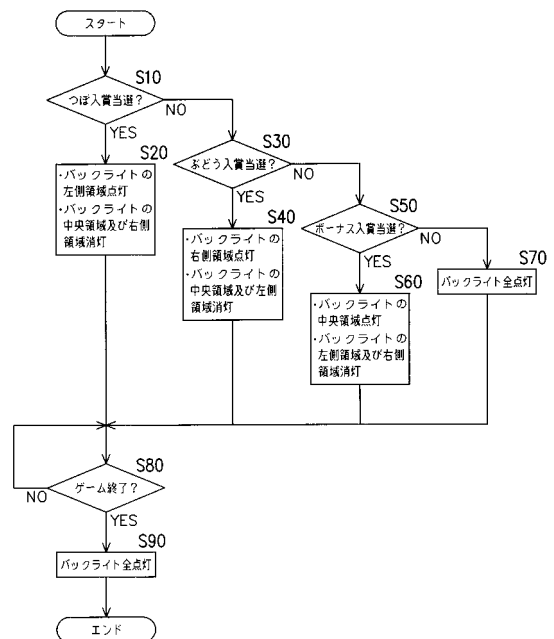 スタート
S10
つぼ入賞当選?
NO
YES
S20
・バックライトの
左側領域点灯
・バックライトの
中央領域及び右側
領域消灯
S30
ぶどう入賞当選?
NO
YES
S40
・バックライトの
右側領域点灯
・バックライトの
中央領域及び左側
領域消灯
S50
ボーナス入賞当選?
NO
YES
S60
・バックライトの
中央領域点灯
・バックライトの
左側領域及び右側
領域消灯
S70
バックライト全点灯
S80
ゲーム終了?
NO
YES
S90
バックライト全点灯
エンド